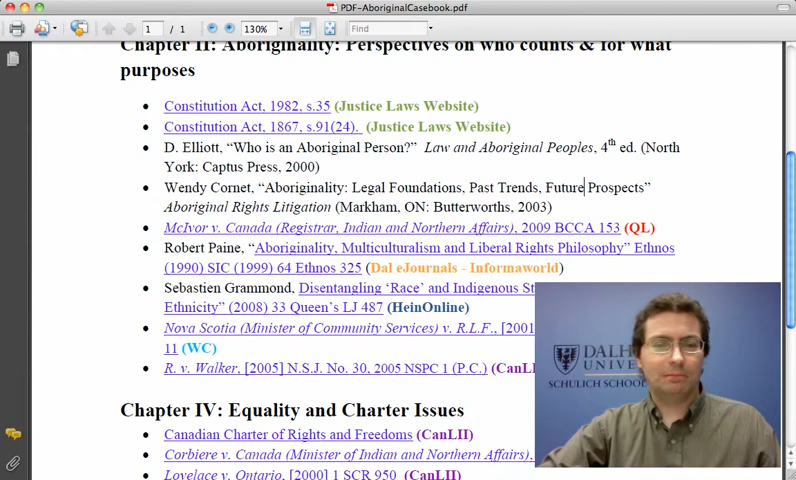 PDF-AboriginalCasebook.pdf
1 / 1 130% Find
Chapter II: Aboriginality: Perspectives on who counts & for what
purposes
• Constitution Act, 1982, s.35 (Justice Laws Website)
• Constitution Act, 1867, s.91(24). (Justice Laws Website)
• D. Elliott, “Who is an Aboriginal Person?” Law and Aboriginal Peoples, 4th ed. (North
York: Captus Press, 2000)
• Wendy Cornet, “Aboriginality: Legal Foundations, Past Trends, Future Prospects”
Aboriginal Rights Litigation (Markham, ON: Butterworths, 2003)
• McIvor v. Canada (Registrar, Indian and Northern Affairs), 2009 BCCA 153 (QL)
• Robert Paine, “Aboriginality, Multiculturalism and Liberal Rights Philosophy” Ethnos
(1990) SIC (1999) 64 Ethnos 325 (Dal eJournals - Informaworld)
• Sebastien Grammond, Disentangling ‘Race’ and Indigenous St
Ethnicity” (2008) 33 Queen’s LJ 487 (HeinOnline)
• Nova Scotia (Minister of Community Services) v. R.L.F., [2001
11 (WC)
• R. v. Walker, [2005] N.S.J. No. 30, 2005 NSPC 1 (P.C.) (CanLI
DALH
UNIVER
SCHULICH SCHOOL
Chapter IV: Equality and Charter Issues
• Canadian Charter of Rights and Freedoms (CanLII)
• Corbiere v. Canada (Minister of Indian and Northern Affairs),
• Lovelace v. Ontario, [2000] 1 SCR 950 (CanLII)